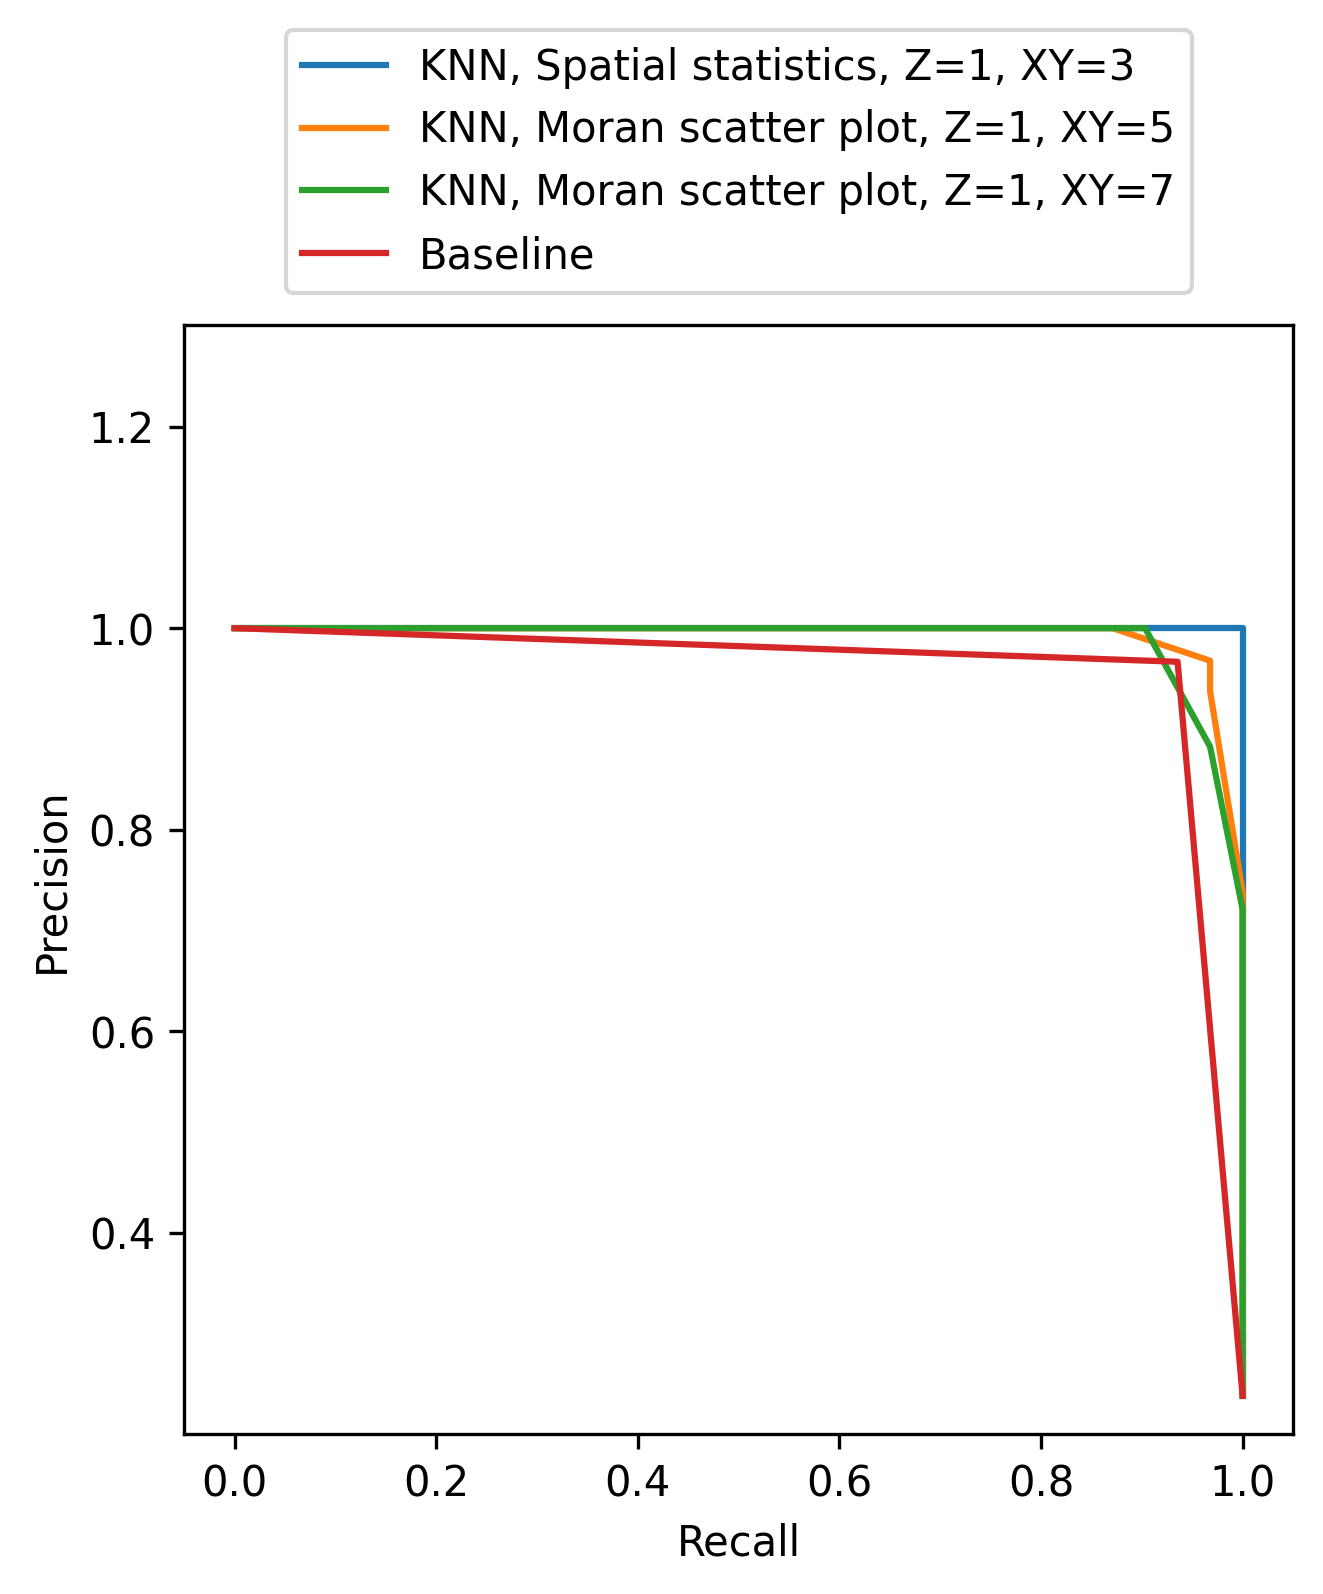 KNN, Spatial statistics, Z=1, XY=3
KNN, Moran scatter plot, Z=1, XY=5
KNN, Moran scatter plot, Z=1, XY=7
Baseline
1.2
1.0
0.8
0.6
0.4
Precision
0.0 0.2 0.4 0.6 0.8 1.0
Recall